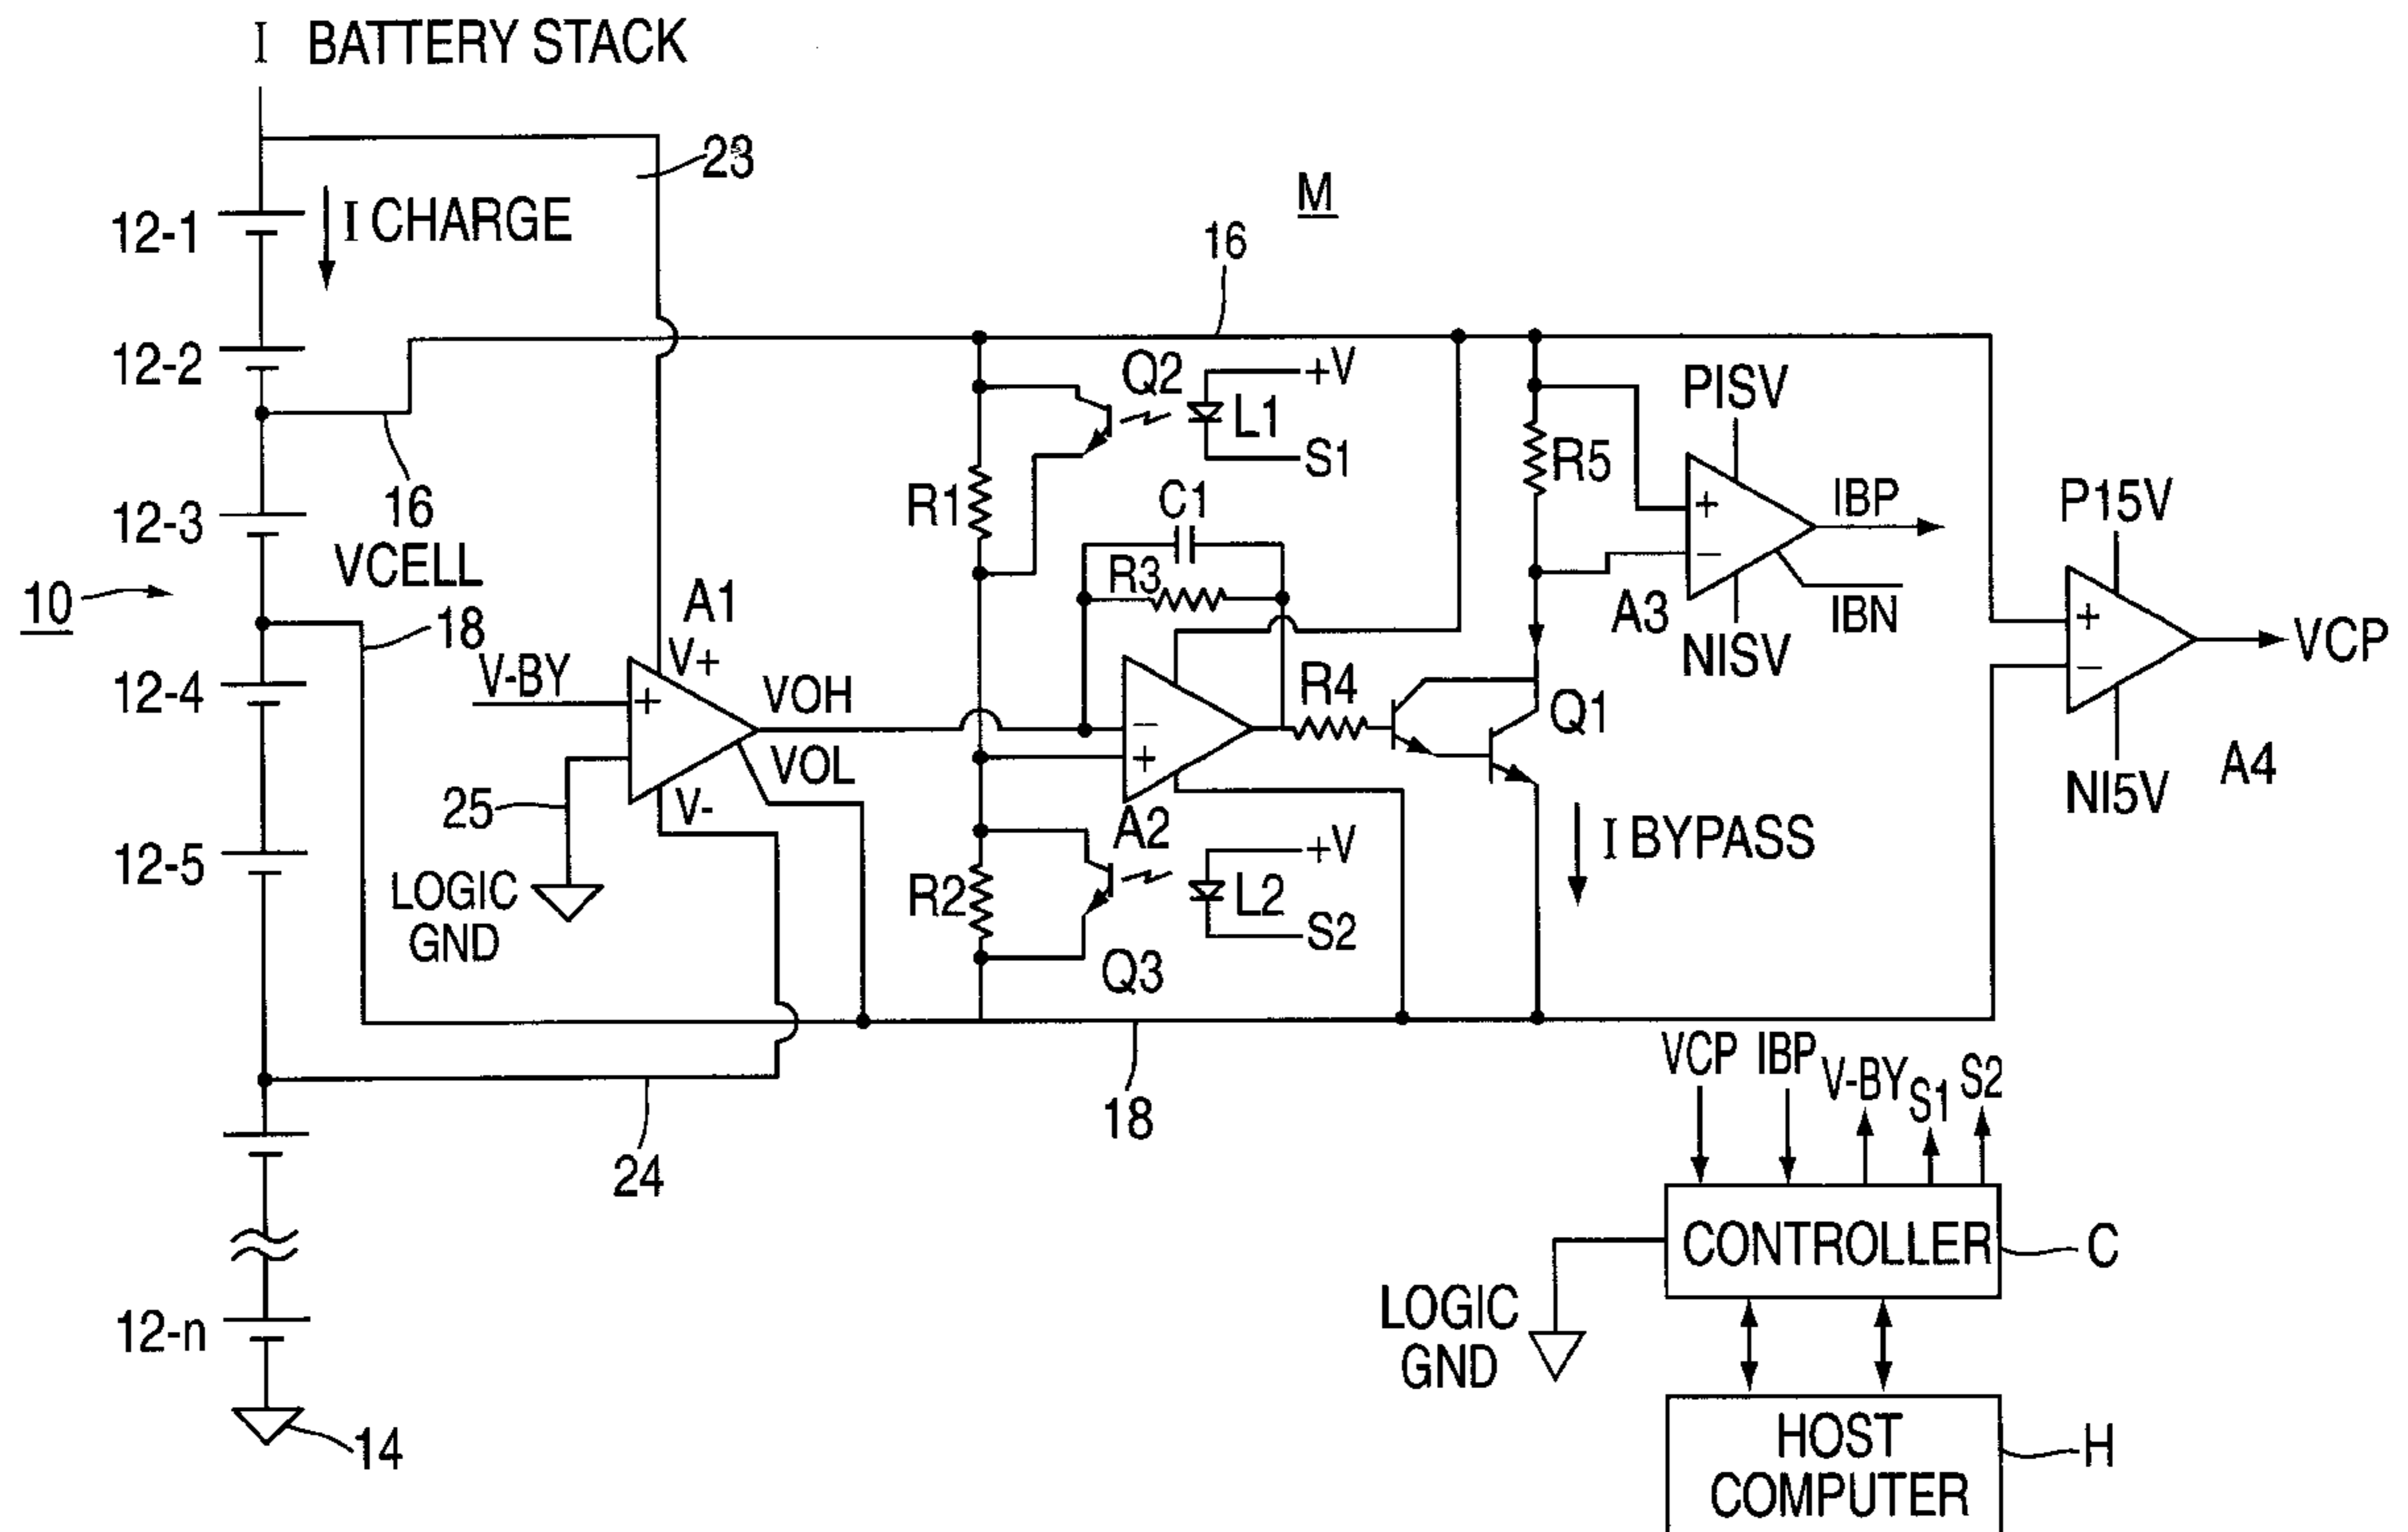 I BATTERY STACK
23
12-1
I CHARGE
M
16
12-2
Q2
+V
L1
S1
PISV
R5
16
R1
C1
IBP
P15V
12-3
VCELL
R3
10
A1
A3
IBN
18
V+
NISV
VCP
V-BY
+
VOH
R4
12-4
Q1
VOL
A4
25
V-
A2
NI5V
+V
I BYPASS
12-5
LOGIC
GND
R2
L2
S2
Q3
VCP
IBP
V-BY
S1
S2
18
24
CONTROLLER
C
LOGIC
GND
12-n
HOST
COMPUTER
H
14